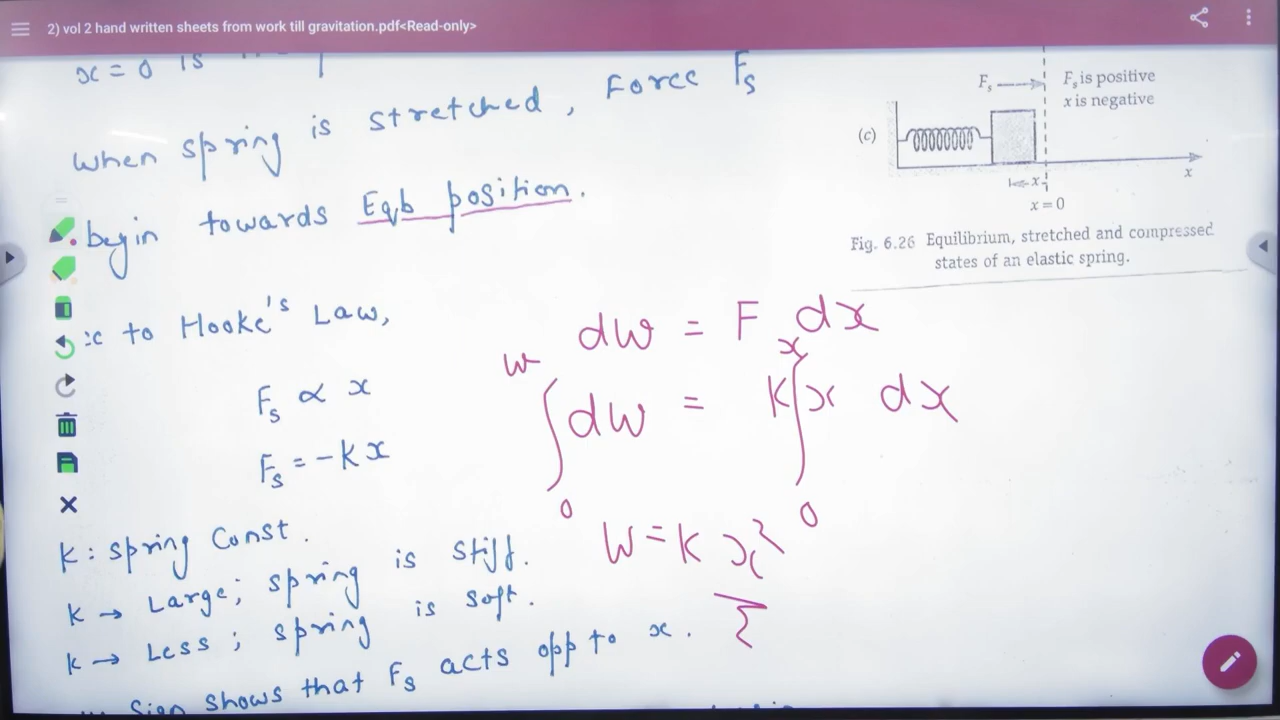 2) vol 2 hand written sheets from work till gravitation.pdf<Read-only>
x = 0 is
When spring is stretched, Force Fs
begin towards Eqb position.
to Hooke's Law,
Fs ∝ x
Fs = -Kx
K: spring Const.
K → Large; spring is stiff.
K → Less; spring is soft.
Sign shows that Fs acts opp to x.
dW = F dx
∫₀ᵂ dW = K ∫₀ˣ x dx
W = K x²
2
Fs
Fs is positive
x is negative
(c)
x
x
x = 0
Fig. 6.26 Equilibrium, stretched and compressed
states of an elastic spring.